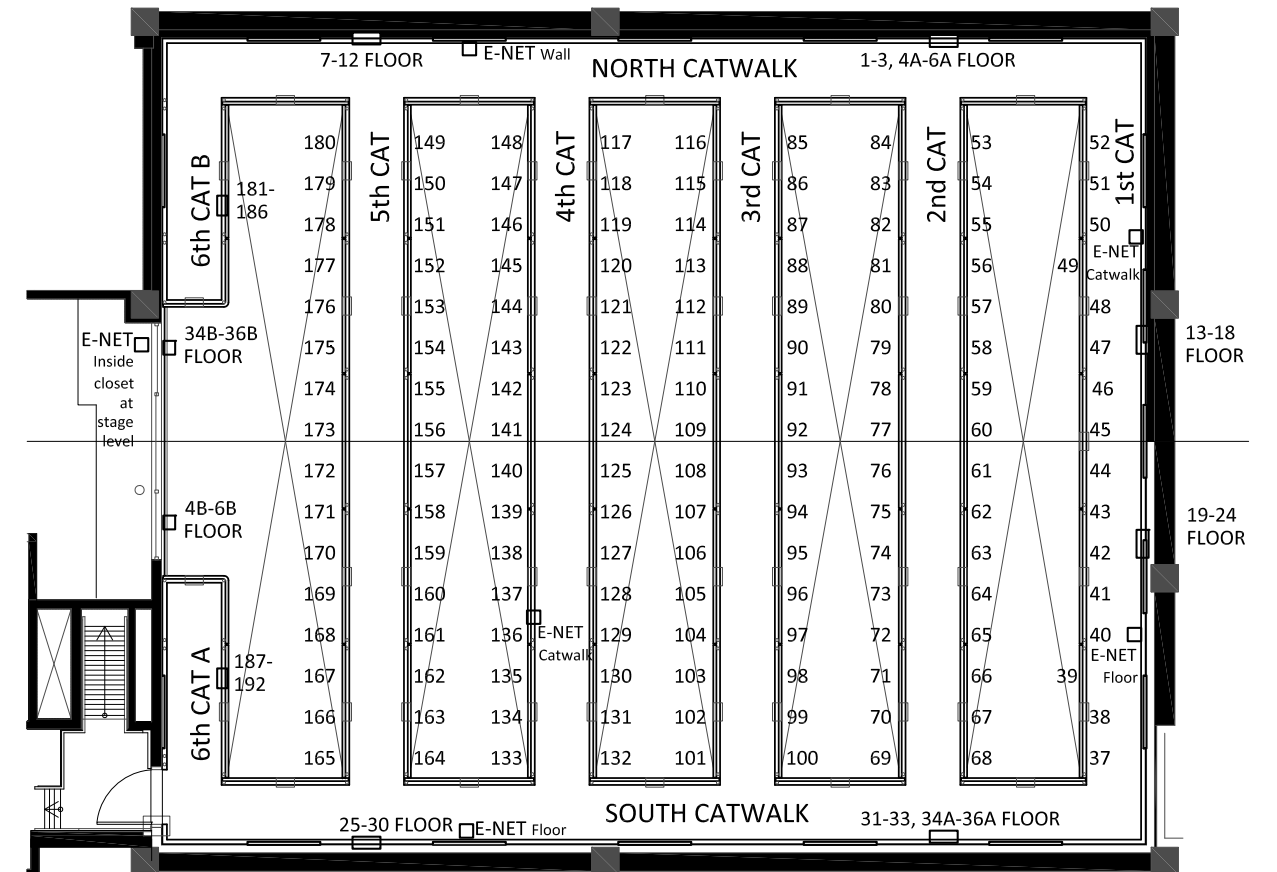 7-12 FLOOR
E-NET Wall
NORTH CATWALK
1-3, 4A-6A FLOOR
6th CAT B
5th CAT
4th CAT
3rd CAT
2nd CAT
1st CAT
180 149 148 117 116 85 84 53 52
179 150 147 118 115 86 83 54 51
181-
186
178 151 146 119 114 87 82 55 50
E-NET
Catwalk
177 152 145 120 113 88 81 56 49
176 153 144 121 112 89 80 57 48
34B-36B
FLOOR
E-NET
Inside
closet
at
stage
level
13-18
FLOOR
175 154 143 122 111 90 79 58 47
174 155 142 123 110 91 78 59 46
173 156 141 124 109 92 77 60 45
172 157 140 125 108 93 76 61 44
171 158 139 126 107 94 75 62 43
4B-6B
FLOOR
19-24
FLOOR
170 159 138 127 106 95 74 63 42
169 160 137 128 105 96 73 64 41
168 161 136 129 104 97 72 65 40
E-NET
Catwalk
E-NET
Floor
6th CAT A
187-
192
167 162 135 130 103 98 71 66 39
166 163 134 131 102 99 70 67 38
165 164 133 132 101 100 69 68 37
SOUTH CATWALK
25-30 FLOOR
E-NET Floor
31-33, 34A-36A FLOOR